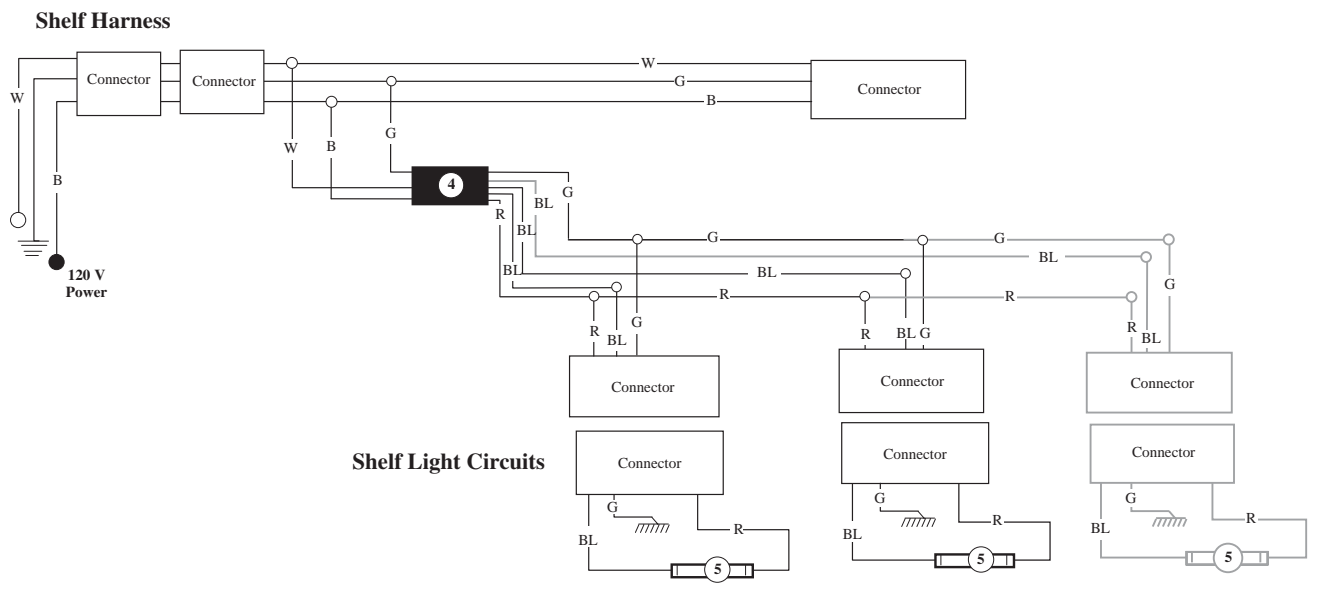 Shelf Harness
Connector
Connector
W
G
B
Connector
W
B
G
W
B
4
R
BL
BL
BL
G
120 V
Power
G
G
BL
BL
R
R
R
BL
G
R
BL G
R
BL
G
Connector
Connector
Connector
Shelf Light Circuits
Connector
Connector
Connector
G
BL
R
5
G
BL
R
5
G
BL
R
5